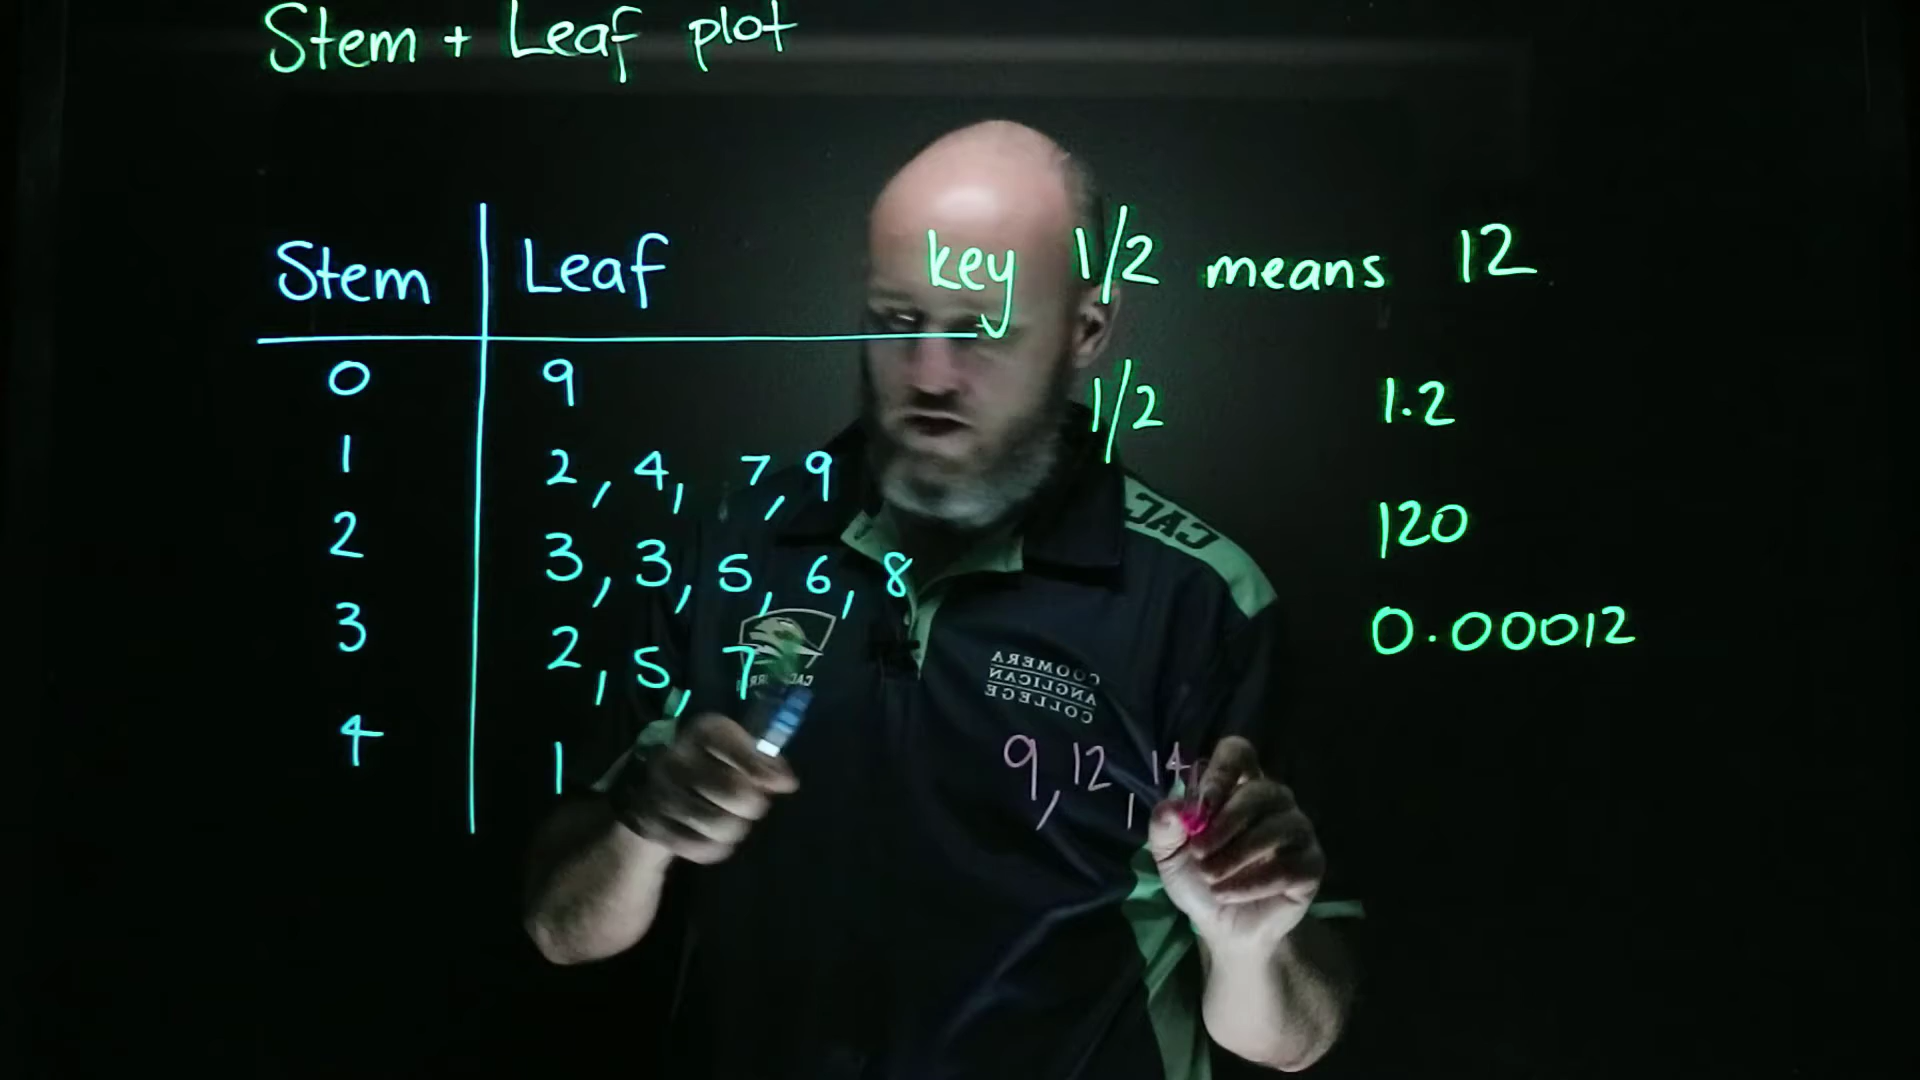 Stem + Leaf plot
Stem Leaf key 1/2 means 12
0 9
1/2 1.2
1 2, 4, 7, 9
2 3, 3, 5, 6, 8
120
3 2, 5, 7
0.00012
4 1
9, 12, 14
CAC
COOMERA
ANGLICAN
COLLEGE